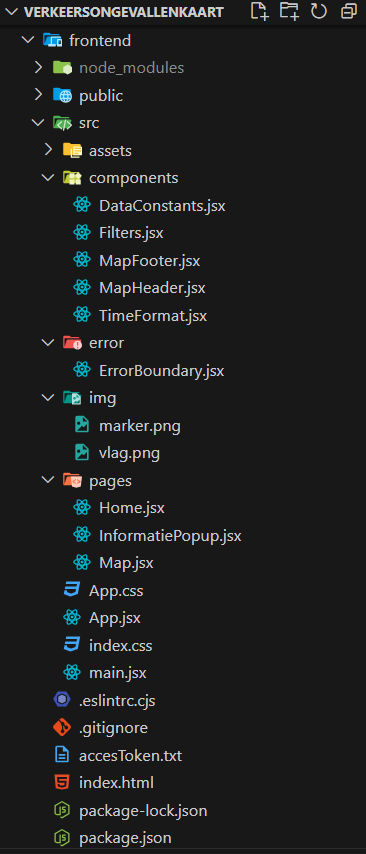 VERKEERSONGEVALLENKAART
frontend
node_modules
public
src
assets
components
DataConstants.jsx
Filters.jsx
MapFooter.jsx
MapHeader.jsx
TimeFormat.jsx
error
ErrorBoundary.jsx
img
marker.png
vlag.png
pages
Home.jsx
InformatiePopup.jsx
Map.jsx
App.css
App.jsx
index.css
main.jsx
.eslintrc.cjs
.gitignore
accesToken.txt
index.html
package-lock.json
package.json